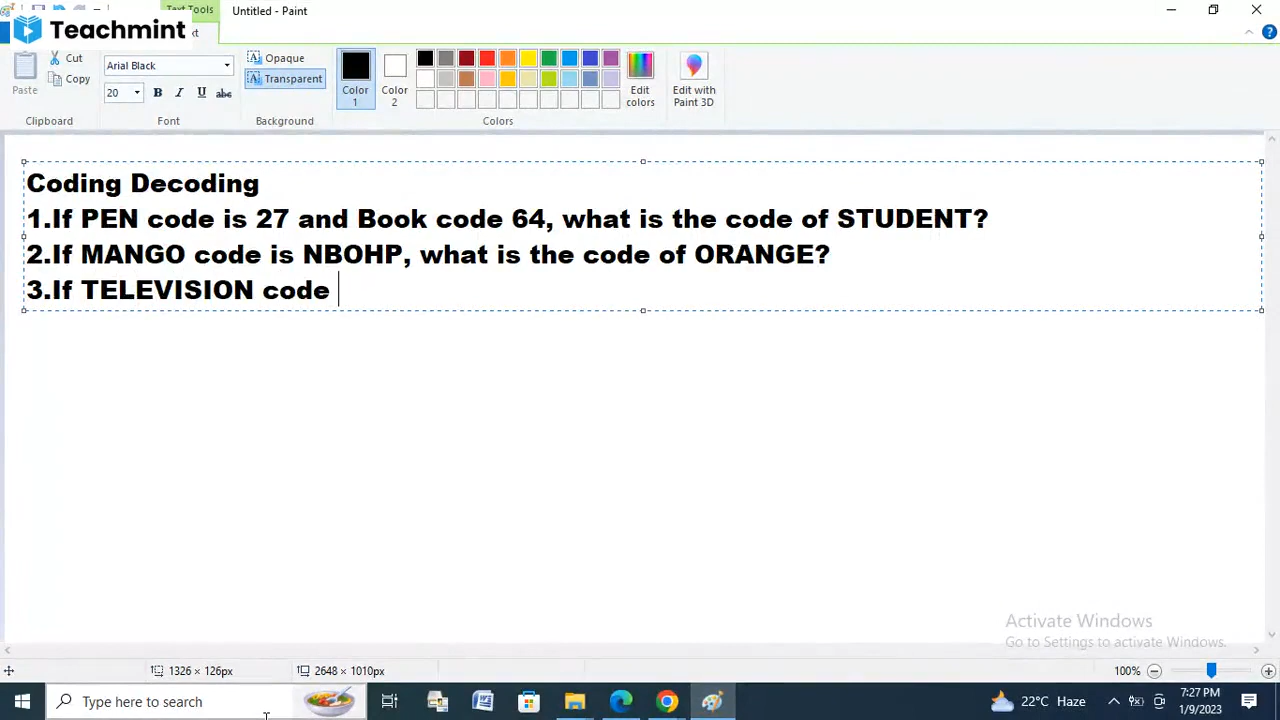 Text Tools
Untitled - Paint
Teachmint
Cut
Copy
Paste
Clipboard
Arial Black
20
B I U abc
Font
Opaque
Transparent
Background
Color 1
Color 2
Colors
Edit colors
Edit with Paint 3D
Coding Decoding
1.If PEN code is 27 and Book code 64, what is the code of STUDENT?
2.If MANGO code is NBOHP, what is the code of ORANGE?
3.If TELEVISION code
Activate Windows
Go to Settings to activate Windows.
1326 × 126px
2648 × 1010px
100%
Type here to search
22°C Haze
7:27 PM
1/9/2023